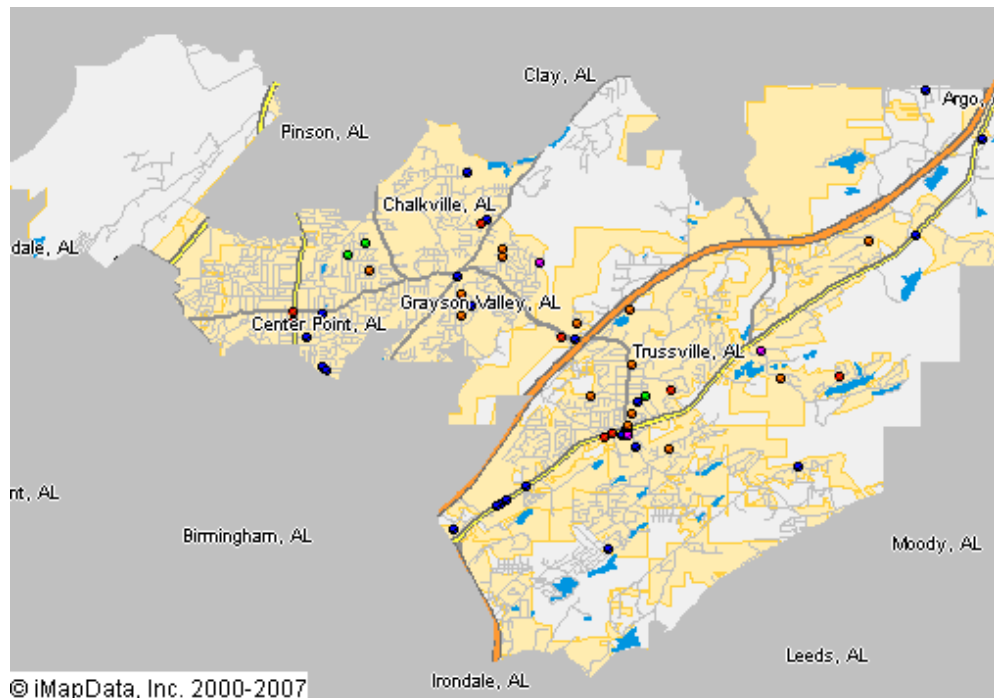 Clay, AL
Argo,
Pinson, AL
Chalkville, AL
dale, AL
Grayson Valley, AL
Center Point, AL
Trussville, AL
nt, AL
Birmingham, AL
Moody, AL
Leeds, AL
Irondale, AL
© iMapData, Inc. 2000-2007